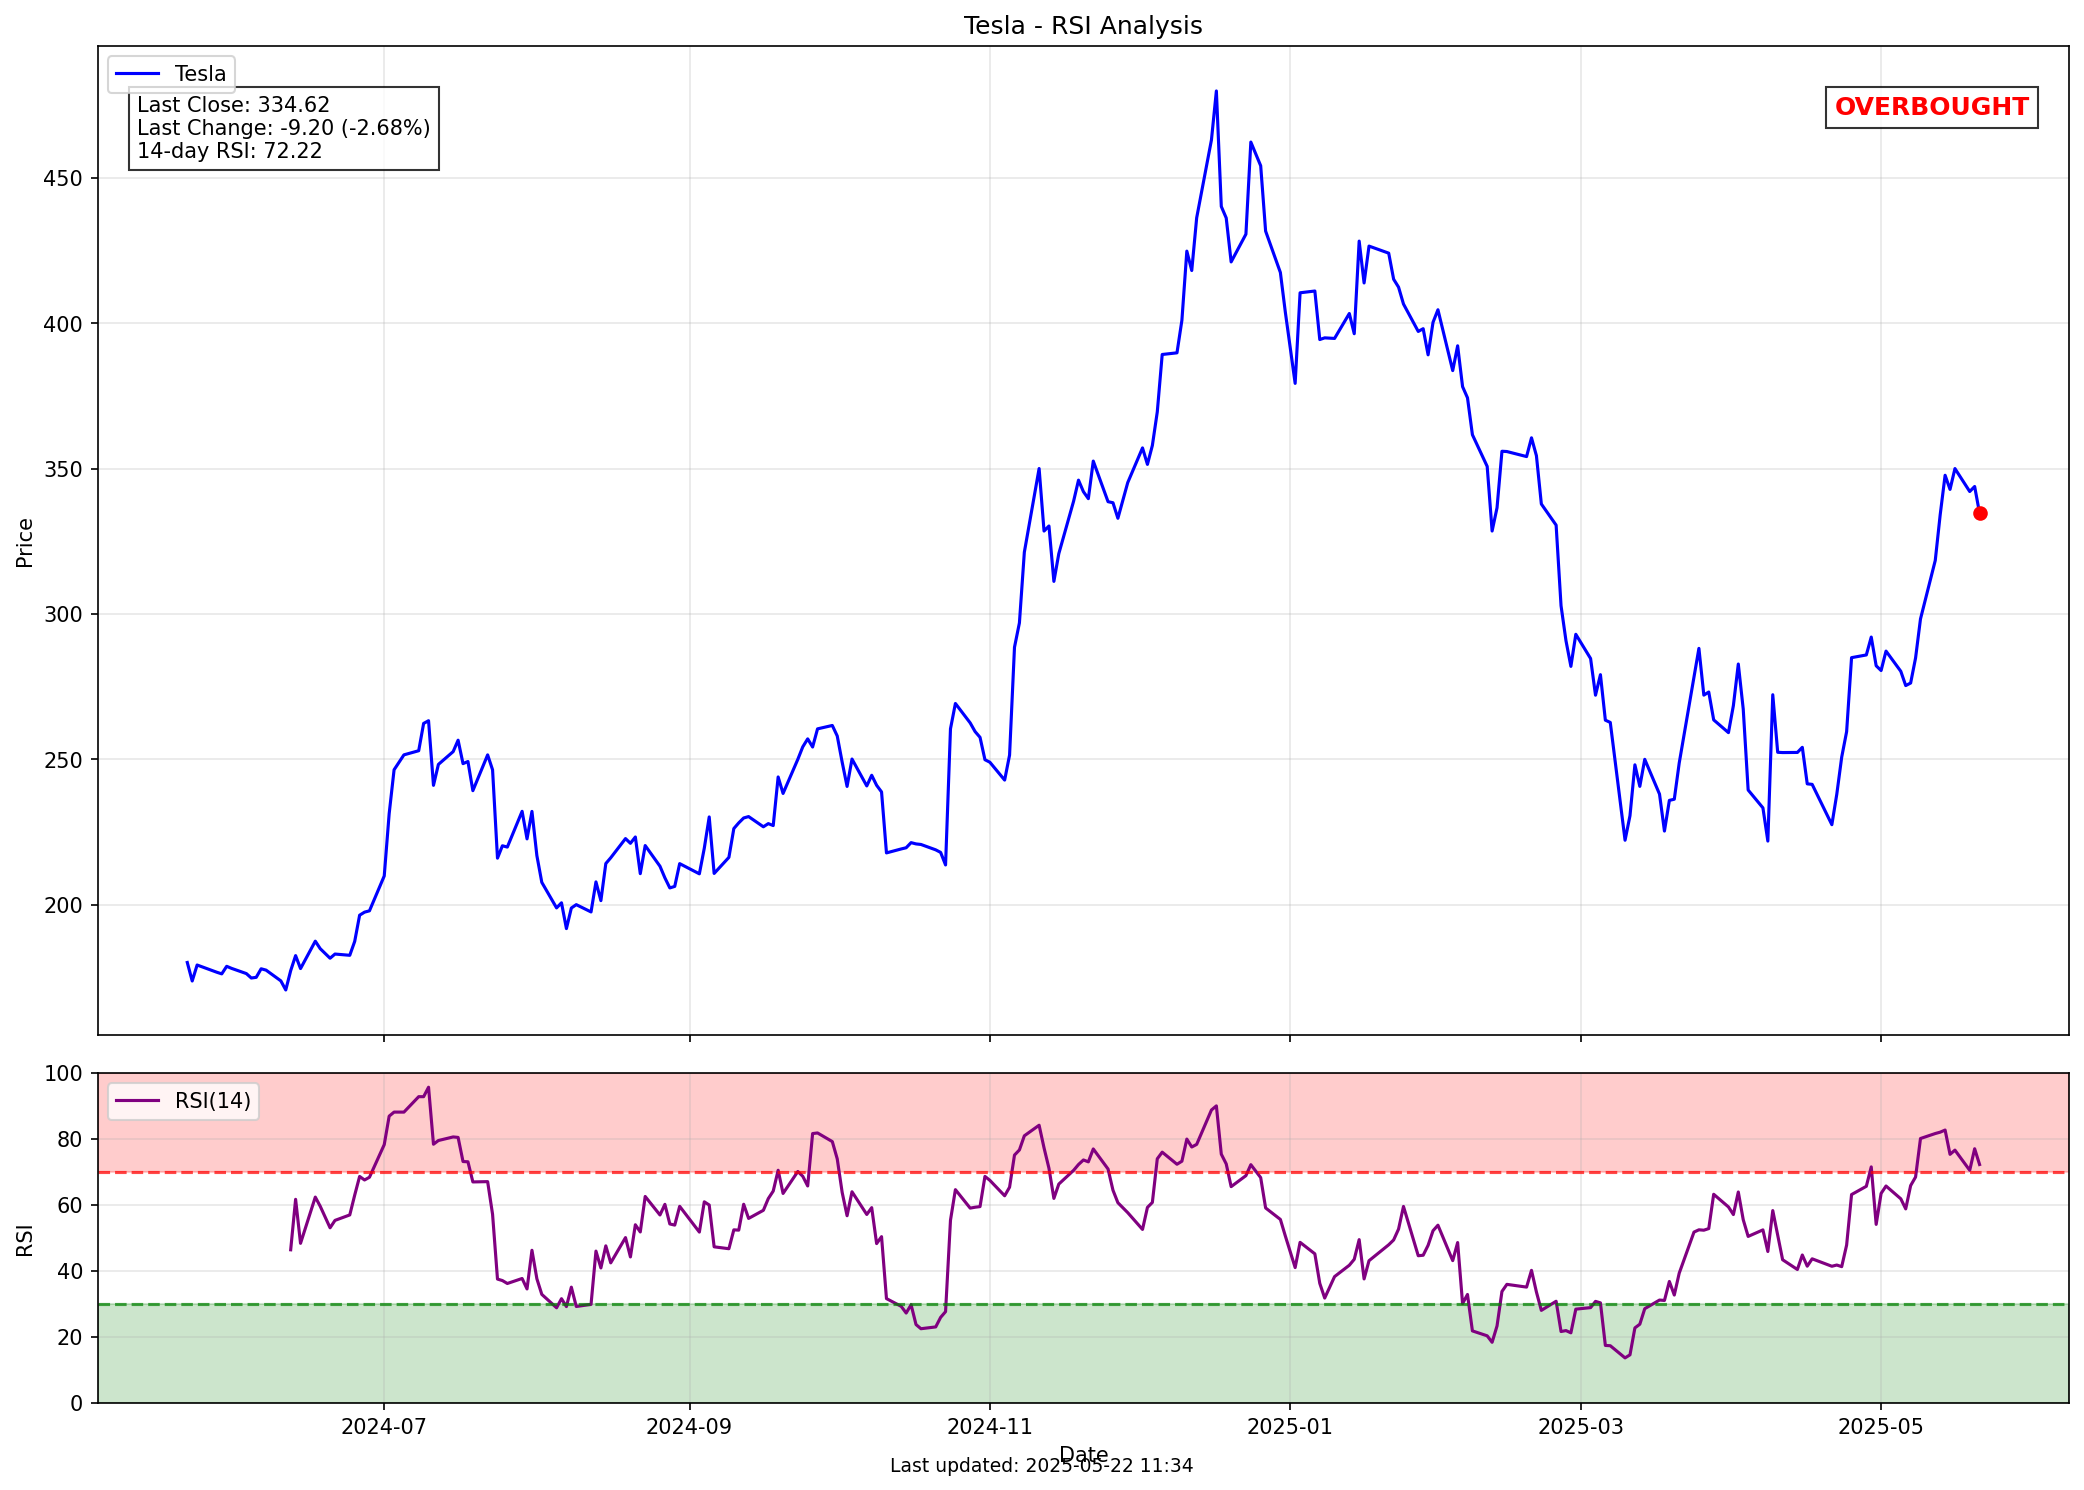 Tesla - RSI Analysis
Tesla
Last Close: 334.62
Last Change: -9.20 (-2.68%)
14-day RSI: 72.22
OVERBOUGHT
450
400
350
300
250
200
Price
100
80
60
40
20
0
RSI
RSI(14)
2024-07
2024-09
2024-11
2025-01
2025-03
2025-05
Date
Last updated: 2025-05-22 11:34